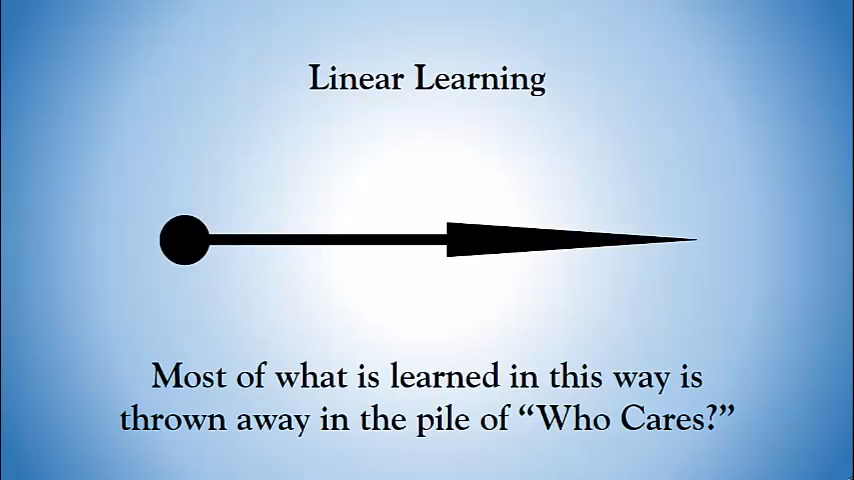 Linear Learning
Most of what is learned in this way is
thrown away in the pile of “Who Cares?”